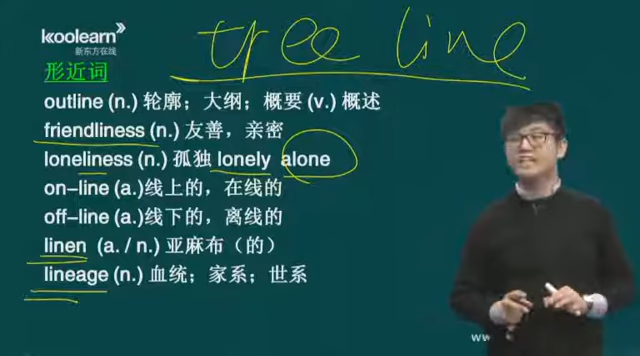 koolearn
新东方在线
tree line
形近词
outline (n.) 轮廓；大纲；概要 (v.) 概述
friendliness (n.) 友善，亲密
loneliness (n.) 孤独 lonely alone
on-line (a.)线上的，在线的
off-line (a.)线下的，离线的
linen (a. / n.) 亚麻布（的）
lineage (n.) 血统；家系；世系
www